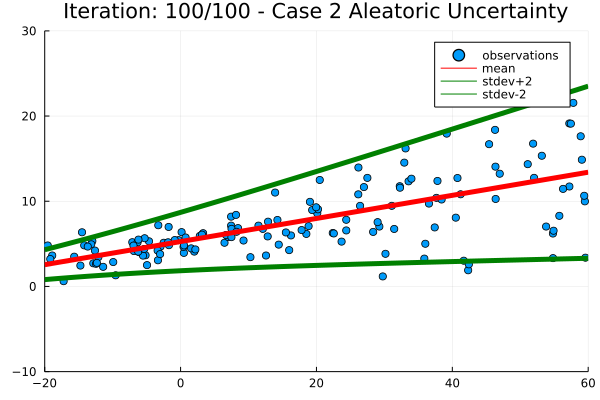 Iteration: 100/100 - Case 2 Aleatoric Uncertainty
30
observations
mean
stdev+2
stdev-2
20
10
0
−10
−20 0 20 40 60